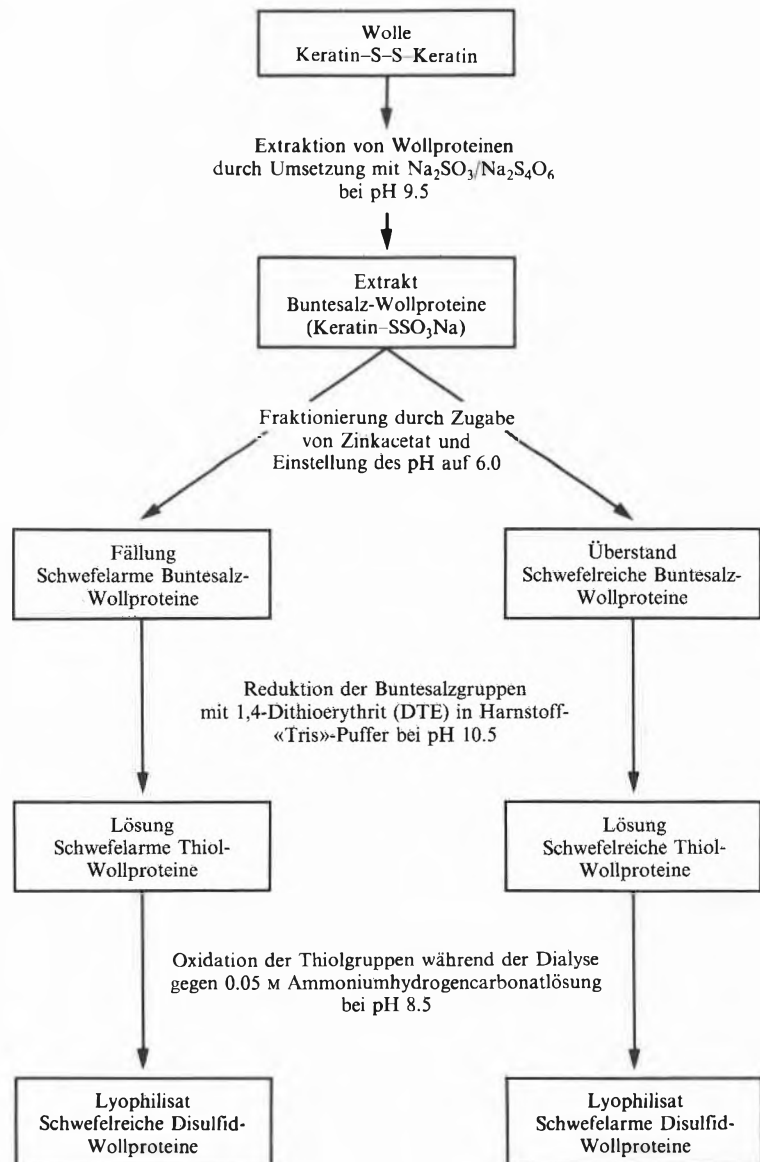 Wolle
Keratin–S–S–Keratin
Extraktion von Wollproteinen
durch Umsetzung mit Na₂SO₃/Na₂S₄O₆
bei pH 9.5
Extrakt
Buntesalz-Wollproteine
(Keratin–SSO₃Na)
Fraktionierung durch Zugabe
von Zinkacetat und
Einstellung des pH auf 6.0
Fällung
Schwefelarme Buntesalz-
Wollproteine
Überstand
Schwefelreiche Buntesalz-
Wollproteine
Reduktion der Buntesalzgruppen
mit 1,4-Dithioerythrit (DTE) in Harnstoff-
«Tris»-Puffer bei pH 10.5
Lösung
Schwefelarme Thiol-
Wollproteine
Lösung
Schwefelreiche Thiol-
Wollproteine
Oxidation der Thiolgruppen während der Dialyse
gegen 0.05 M Ammoniumhydrogencarbonatlösung
bei pH 8.5
Lyophilisat
Schwefelreiche Disulfid-
Wollproteine
Lyophilisat
Schwefelarme Disulfid-
Wollproteine